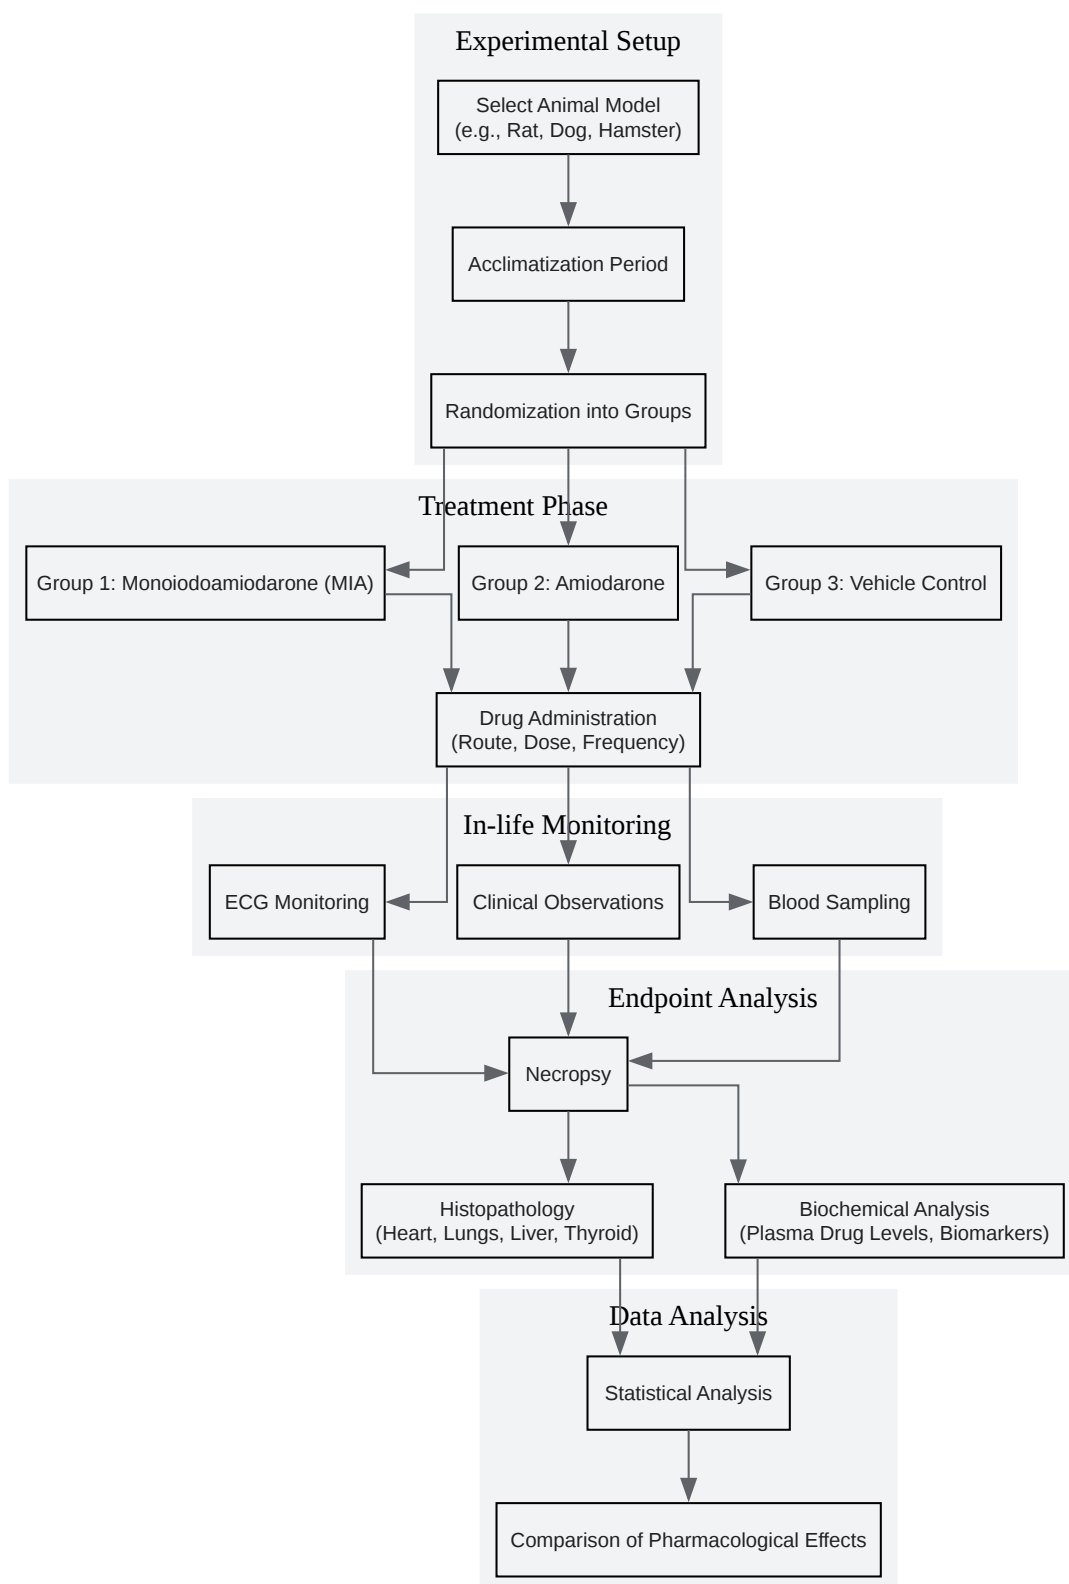 Experimental Setup
Select Animal Model
(e.g., Rat, Dog, Hamster)
Acclimatization Period
Randomization into Groups
Treatment Phase
Group 1: Monoiodoamiodarone (MIA)
Group 2: Amiodarone
Group 3: Vehicle Control
Drug Administration
(Route, Dose, Frequency)
In-life Monitoring
ECG Monitoring
Clinical Observations
Blood Sampling
Endpoint Analysis
Necropsy
Histopathology
(Heart, Lungs, Liver, Thyroid)
Biochemical Analysis
(Plasma Drug Levels, Biomarkers)
Data Analysis
Statistical Analysis
Comparison of Pharmacological Effects